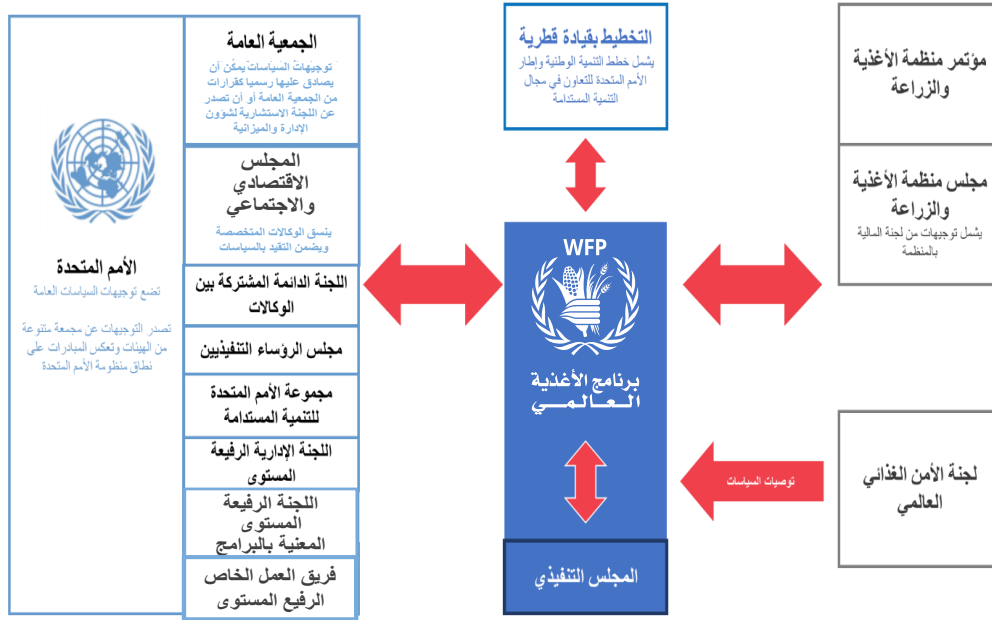 مؤتمر منظمة الأغذية
والزراعة
مجلس منظمة الأغذية
والزراعة
يشمل توجيهات من لجنة المالية
بالمنظمة
لجنة الأمن الغذائي
العالمي
توصيات السياسات
التخطيط بقيادة قطرية
يشمل خطط التنمية الوطنية وإطار
الأمم المتحدة للتعاون في مجال
التنمية المستدامة
WFP
برنامج الأغذية
العالمي
المجلس التنفيذي
الجمعية العامة
توجيهات السياسات يمكن أن
يصادق عليها رسميا كقرارات
من الجمعية العامة أو أن تصدر
عن اللجنة الاستشارية لشؤون
الإدارة والميزانية
المجلس
الاقتصادي
والاجتماعي
ينسق الوكالات المتخصصة
ويضمن التقيد بالسياسات
اللجنة الدائمة المشتركة بين
الوكالات
مجلس الرؤساء التنفيذيين
مجموعة الأمم المتحدة
للتنمية المستدامة
اللجنة الإدارية الرفيعة
المستوى
اللجنة الرفيعة
المستوى
المعنية بالبرامج
فريق العمل الخاص
الرفيع المستوى
الأمم المتحدة
تضع توجيهات السياسات العامة
تصدر التوجيهات عن مجمعة متنوعة
من الهيئات وتعكس المبادرات على
نطاق منظومة الأمم المتحدة